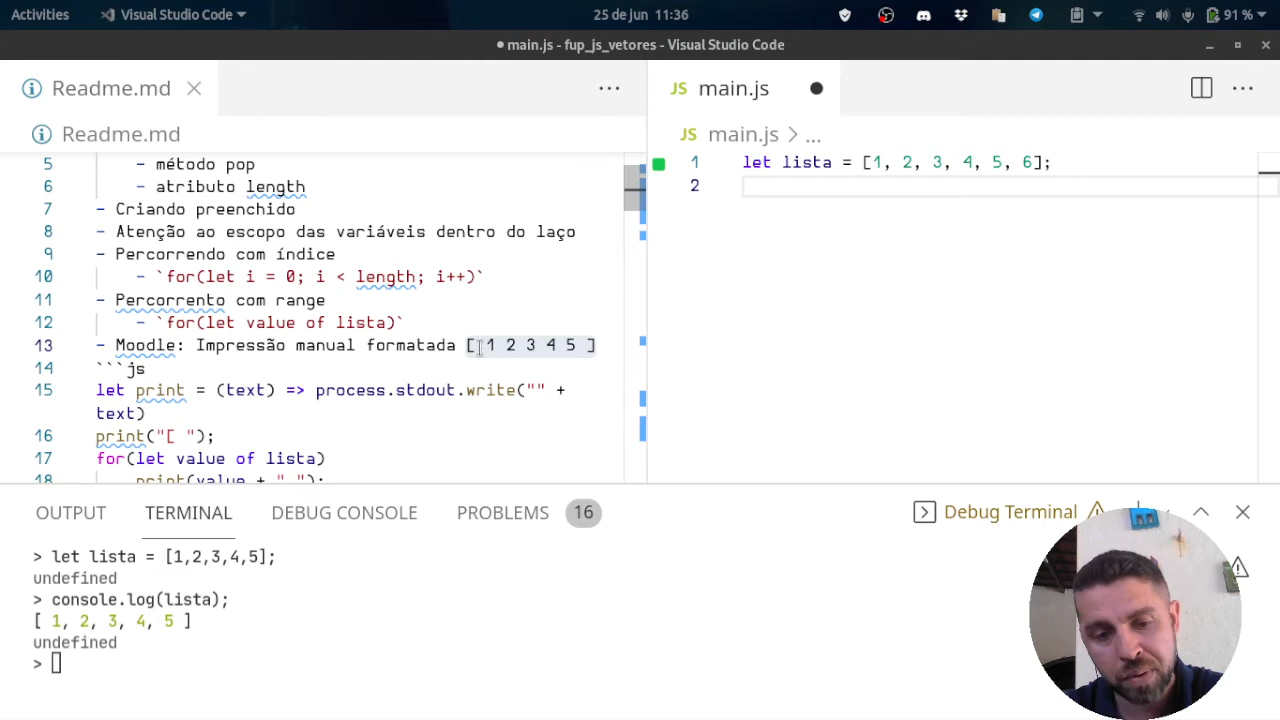 Activities Visual Studio Code 25 de jun 11:36 91 %
● main.js - fup_js_vetores - Visual Studio Code
Readme.md
JS main.js
Readme.md
JS main.js > ...
5 - método pop
6 - atributo length
7 - Criando preenchido
8 - Atenção ao escopo das variáveis dentro do laço
9 - Percorrendo com índice
10 - `for(let i = 0; i < length; i++)`
11 - Percorrento com range
12 - `for(let value of lista)`
13 - Moodle: Impressão manual formatada [ 1 2 3 4 5 ]
14 ```js
15 let print = (text) => process.stdout.write("" +
text)
16 print("[ ");
17 for(let value of lista)
18 print(value + " ");
1 let lista = [1, 2, 3, 4, 5, 6];
2
OUTPUT TERMINAL DEBUG CONSOLE PROBLEMS 16 Debug Terminal
> let lista = [1,2,3,4,5];
undefined
> console.log(lista);
[ 1, 2, 3, 4, 5 ]
undefined
>